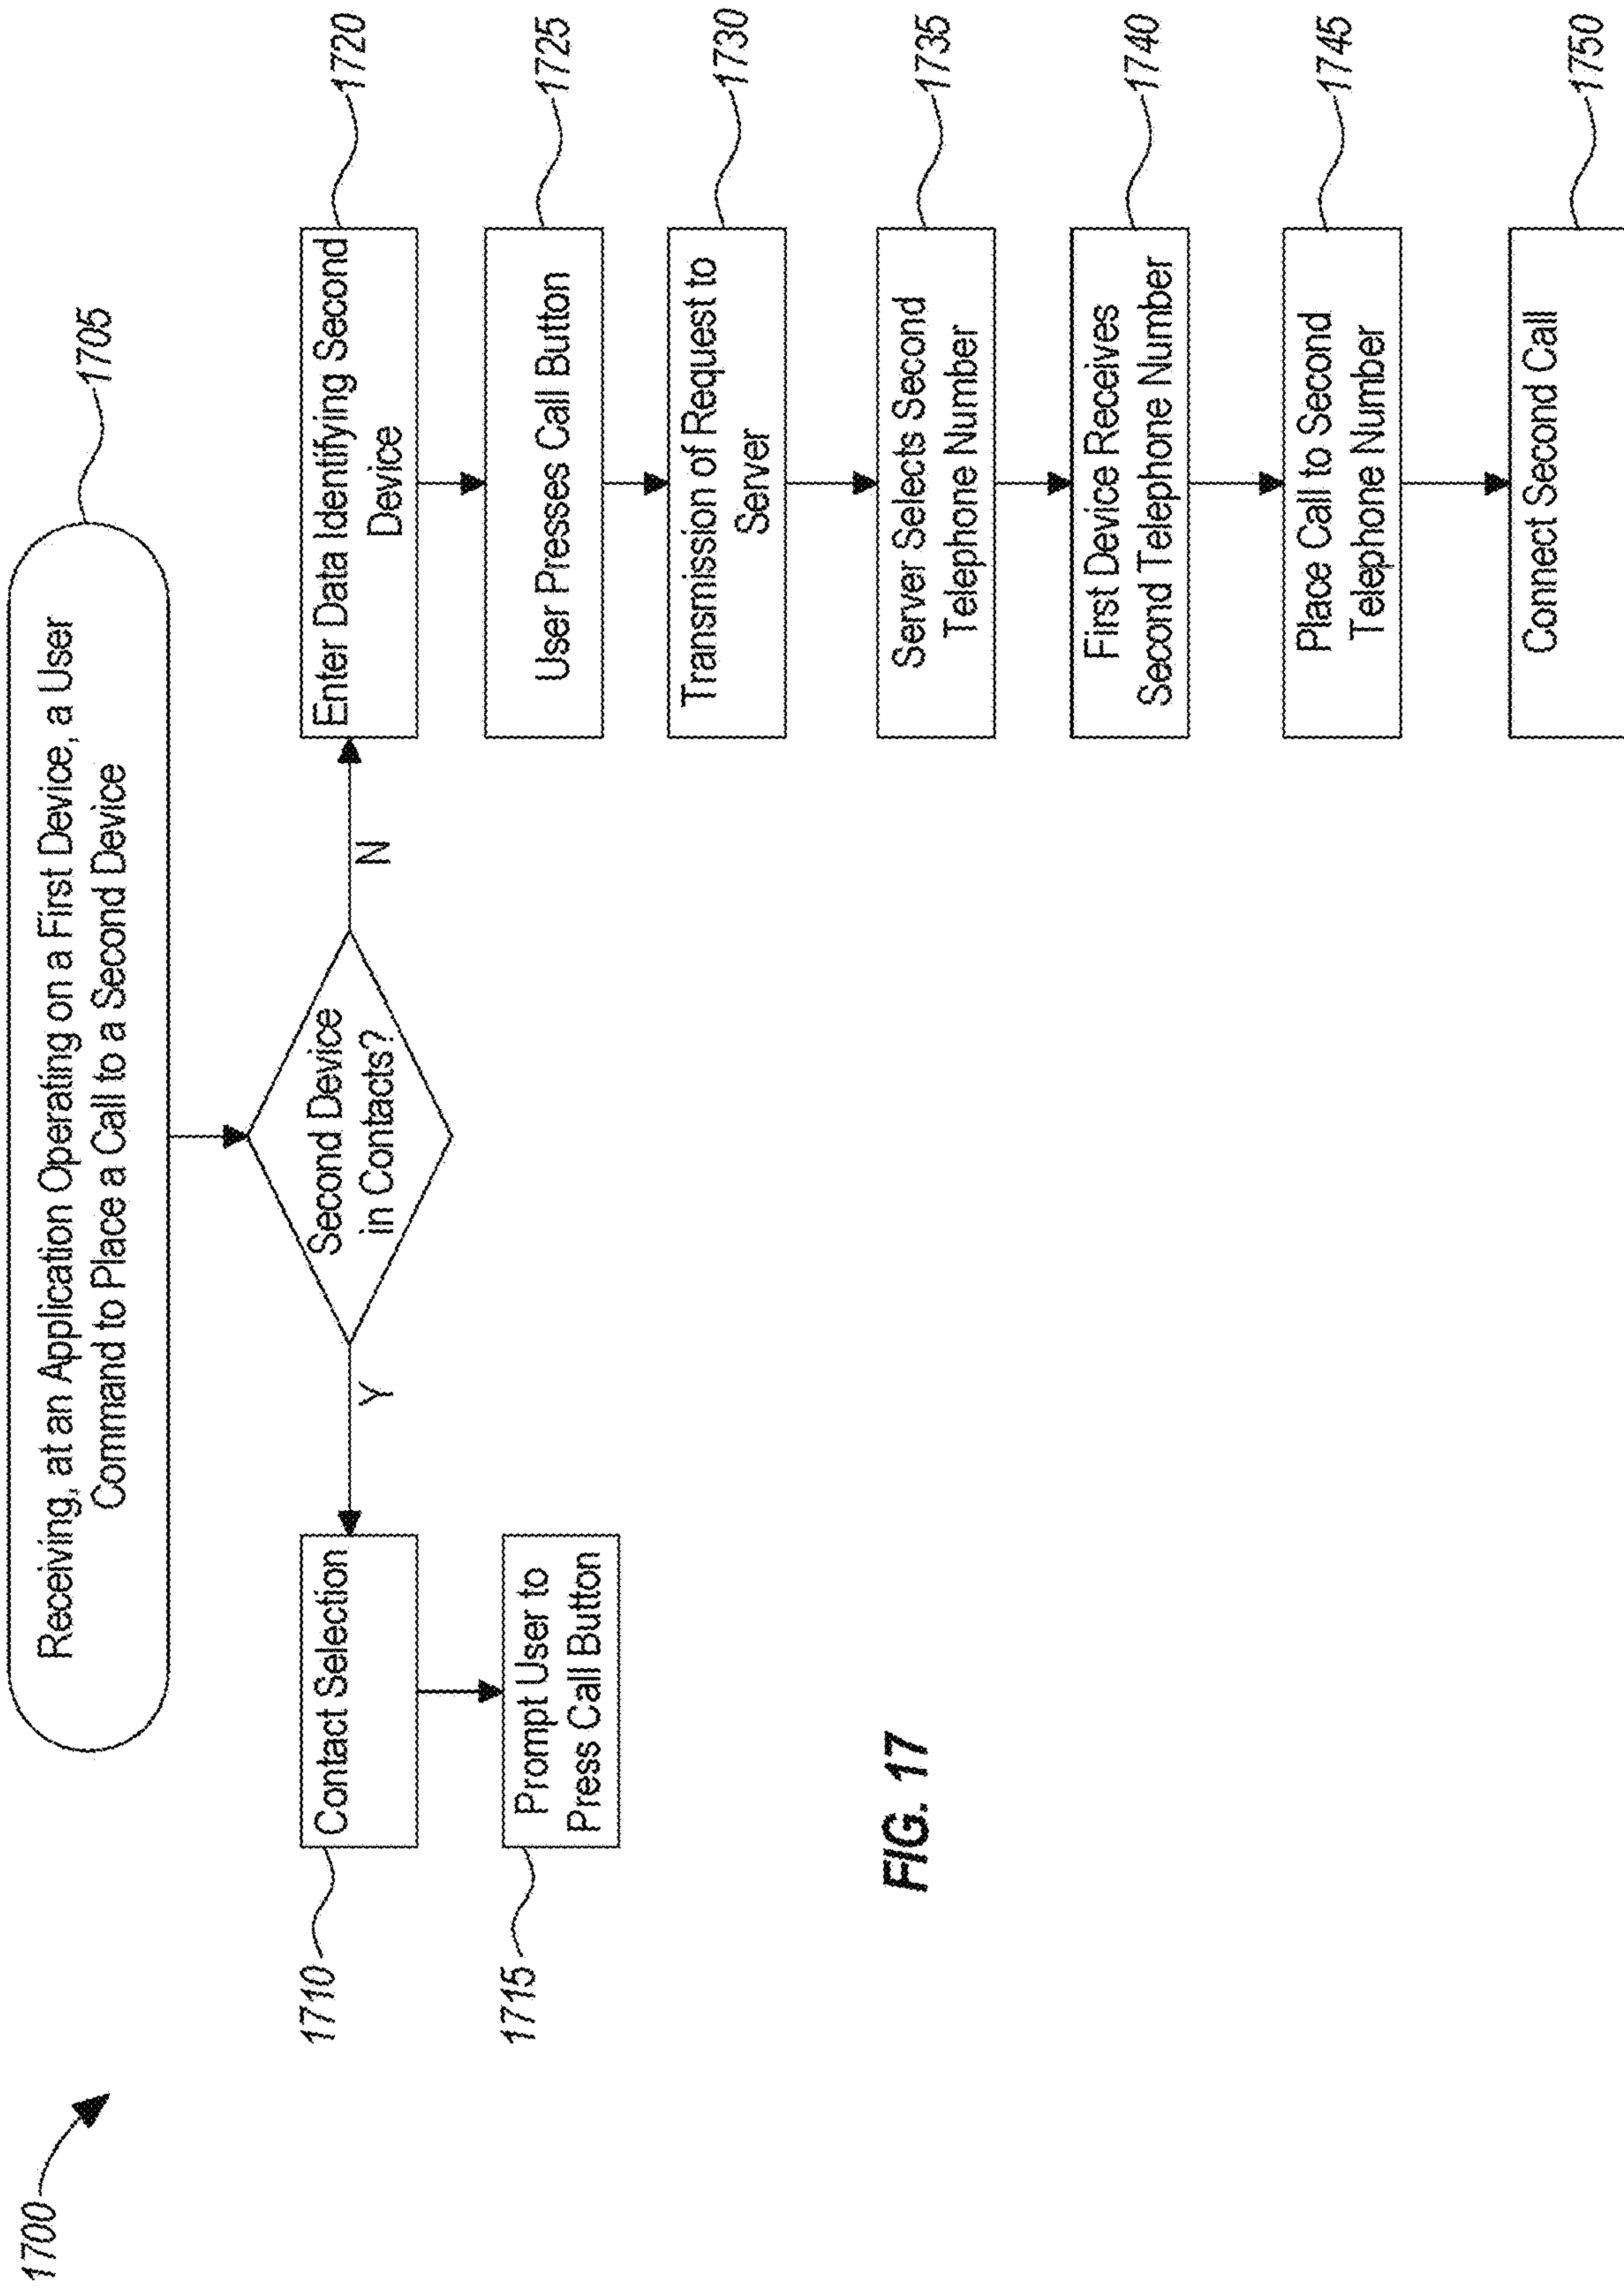 1700
Receiving, at an Application Operating on a First Device, a User
Command to Place a Call to a Second Device
1705
Second Device
in Contacts?
Y
N
1710
Contact Selection
1715
Prompt User to
Press Call Button
Enter Data Identifying Second
Device
1720
User Presses Call Button
1725
Transmission of Request to
Server
1730
Server Selects Second
Telephone Number
1735
First Device Receives
Second Telephone Number
1740
Place Call to Second
Telephone Number
1745
Connect Second Call
1750
FIG. 17